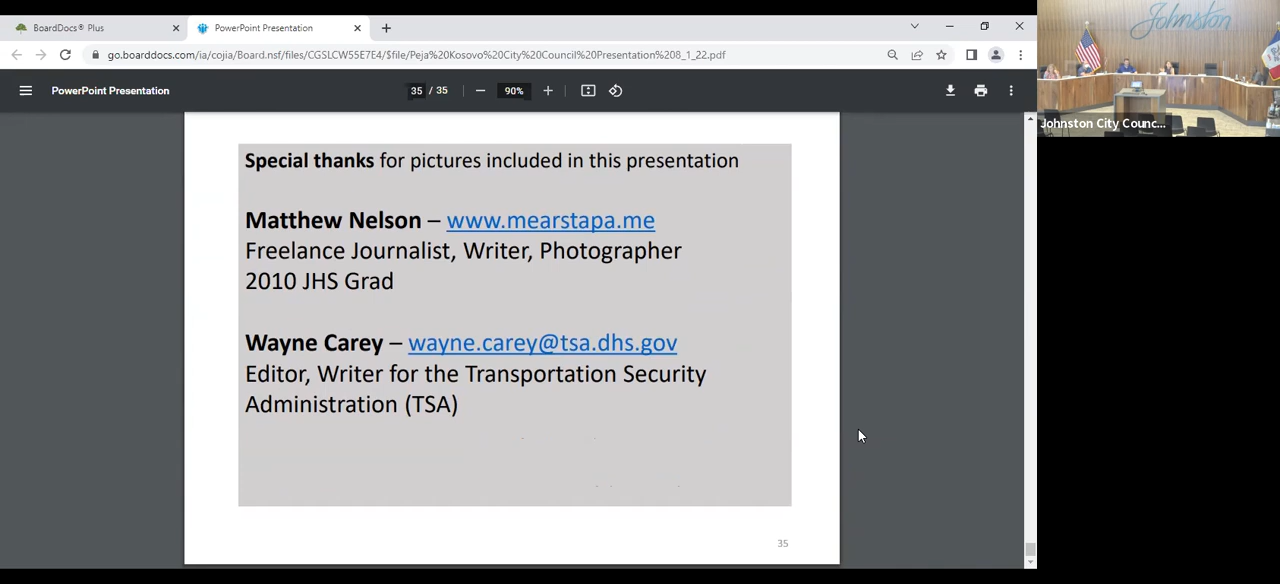 BoardDocs® Plus
PowerPoint Presentation
go.boarddocs.com/ia/cojia/Board.nsf/files/CGSLCW55E7E4/$file/Peja%20Kosovo%20City%20Council%20Presentation%208_1_22.pdf
PowerPoint Presentation
35 / 35
90%
Special thanks for pictures included in this presentation
Matthew Nelson – www.mearstapa.me
Freelance Journalist, Writer, Photographer
2010 JHS Grad
Wayne Carey – wayne.carey@tsa.dhs.gov
Editor, Writer for the Transportation Security
Administration (TSA)
35
Johnston
Johnston City Counc...